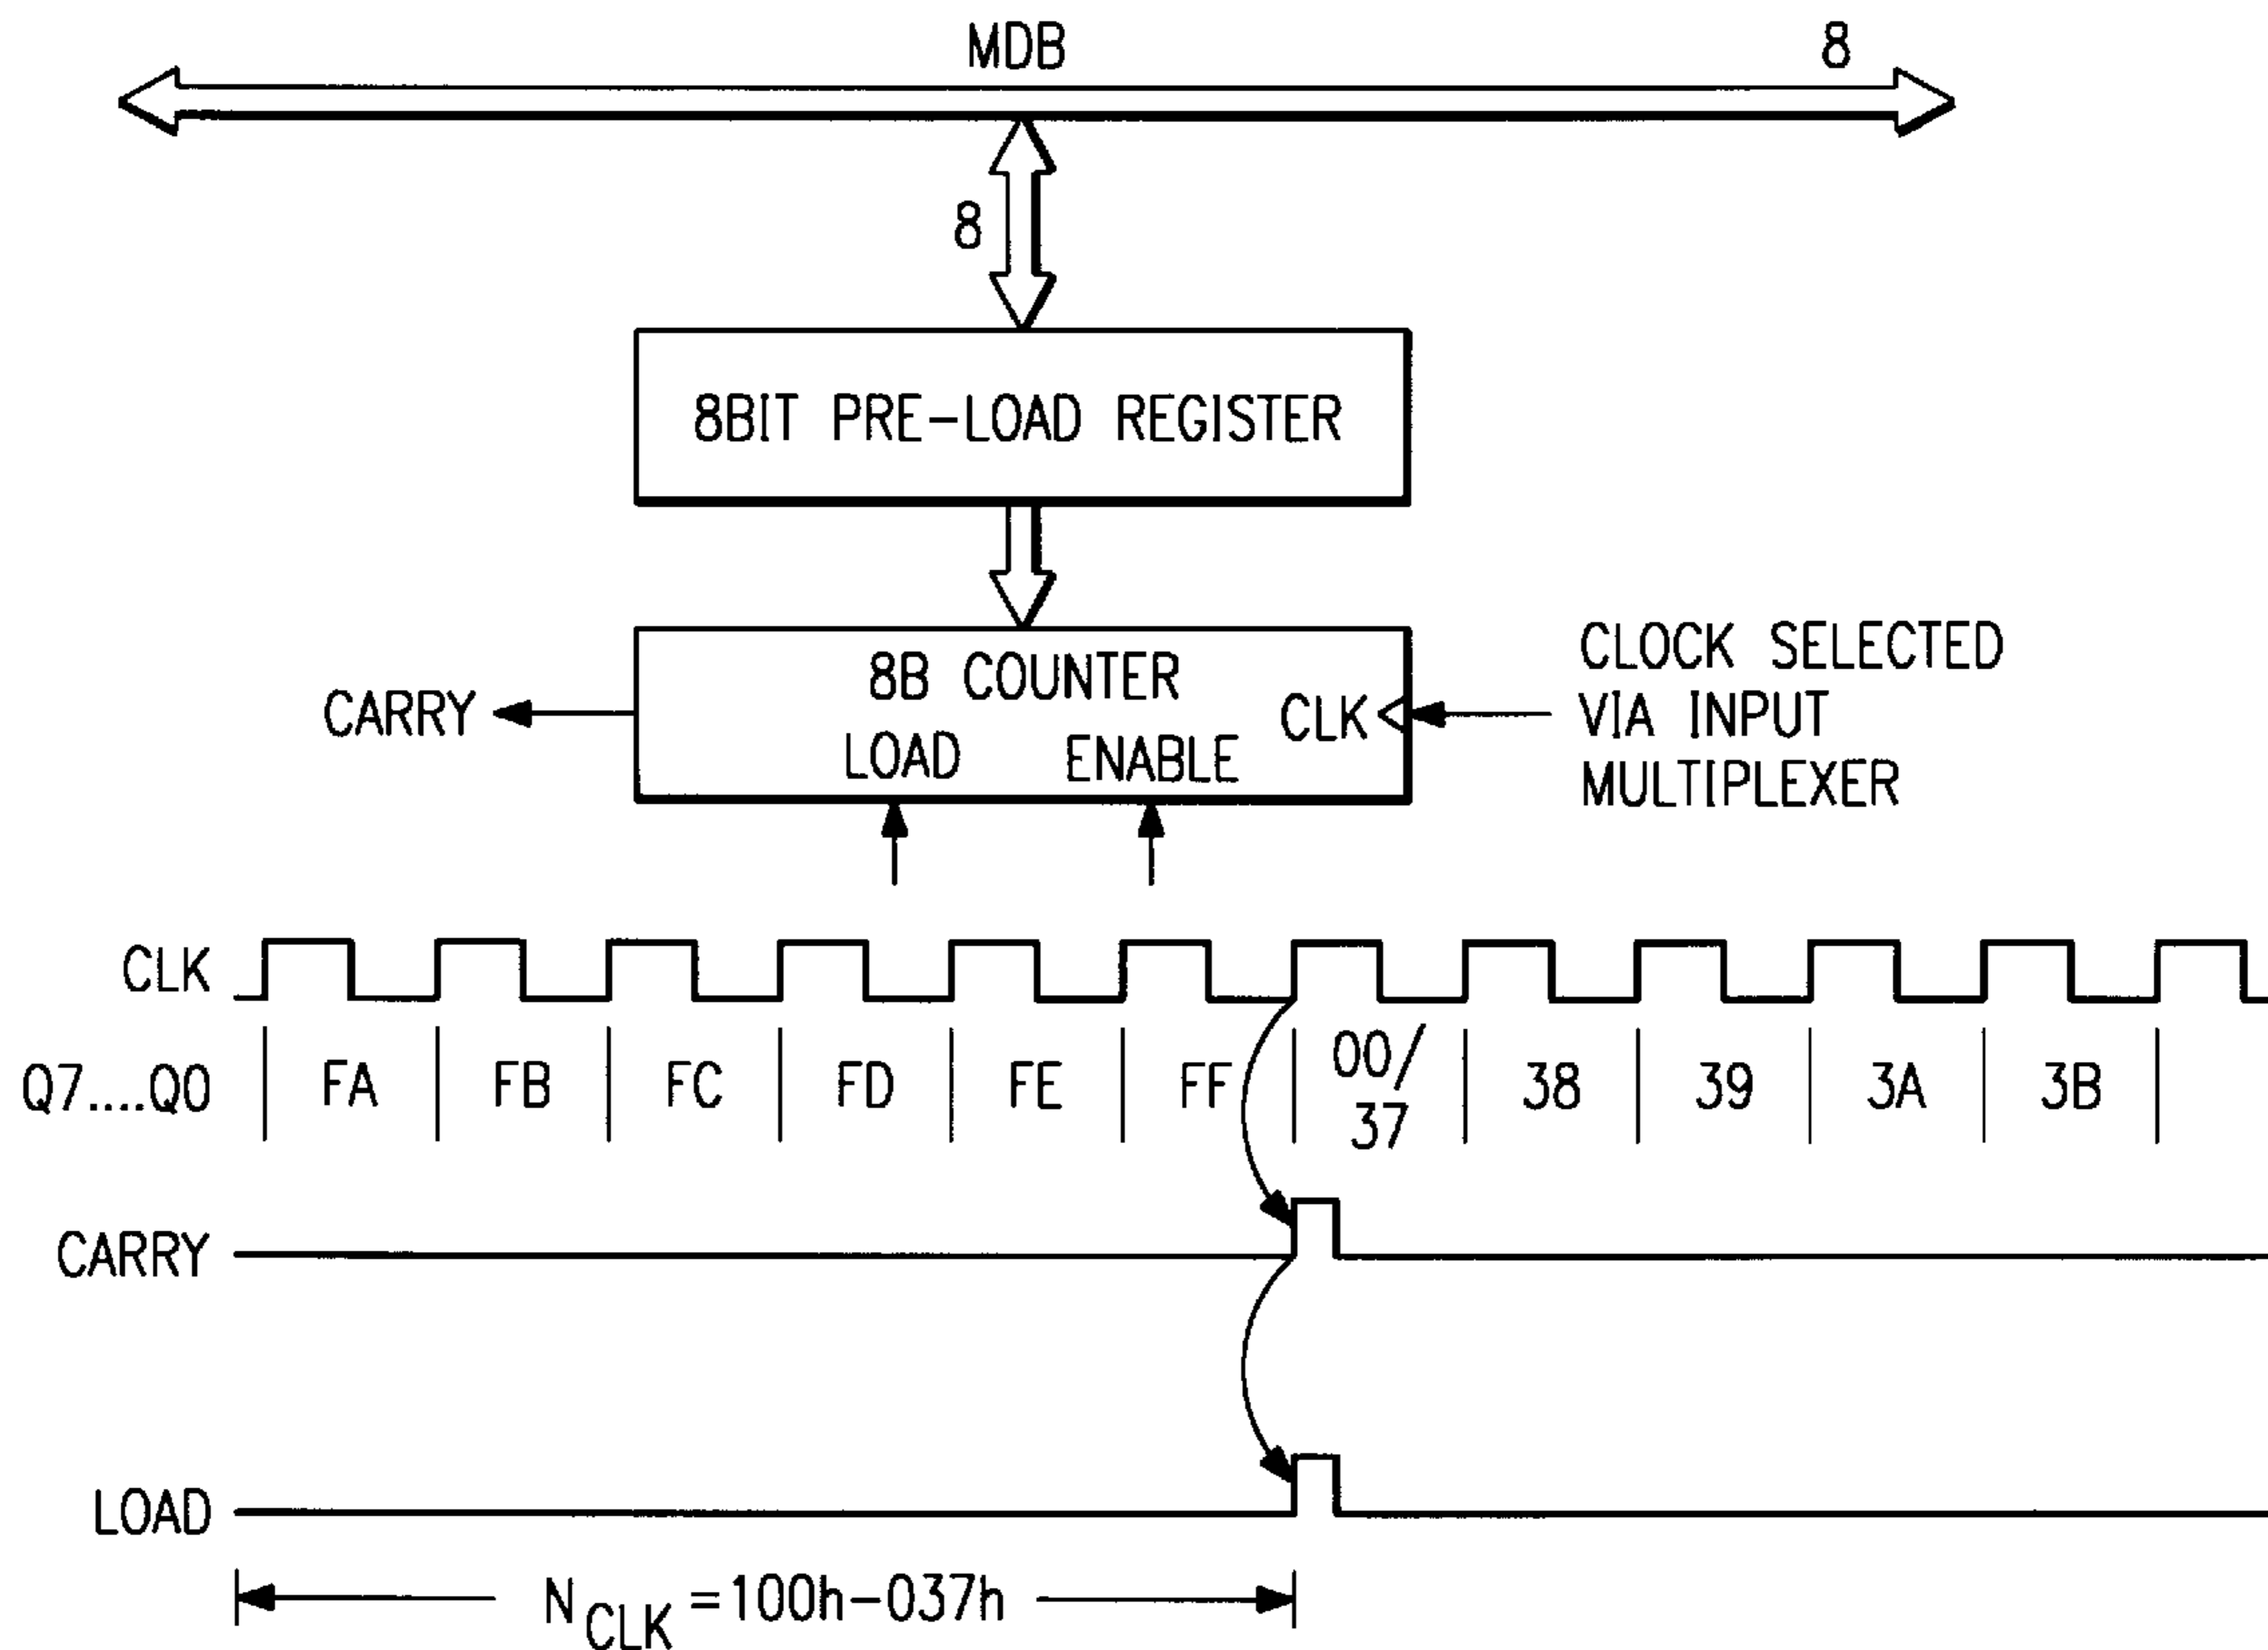 MDB 8
8
8BIT PRE-LOAD REGISTER
8B COUNTER
LOAD ENABLE
CLK
CARRY
CLOCK SELECTED
VIA INPUT
MULTIPLEXER
CLK
Q7....Q0 FA FB FC FD FE FF 00/ 38 39 3A 3B
37
CARRY
LOAD
N CLK =100h-037h